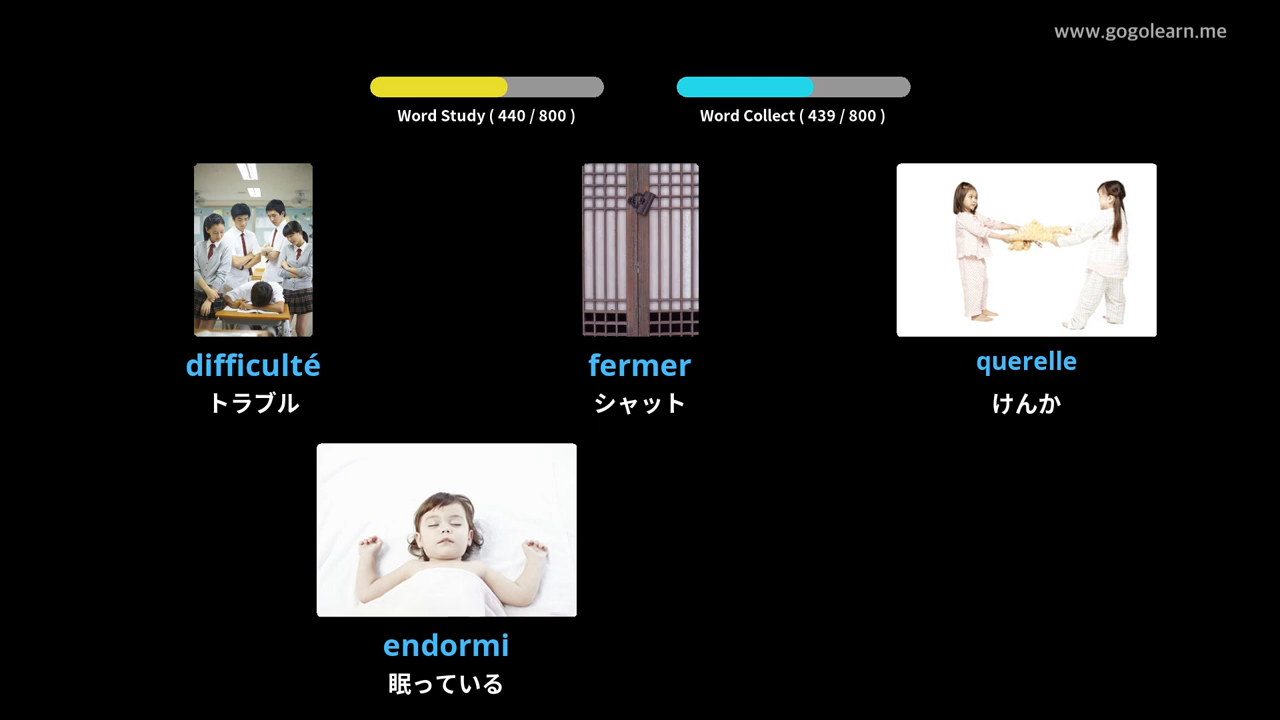 www.gogolearn.me
Word Study ( 440 / 800 )
Word Collect ( 439 / 800 )
difficulté
トラブル
fermer
シャット
querelle
けんか
endormi
眠っている